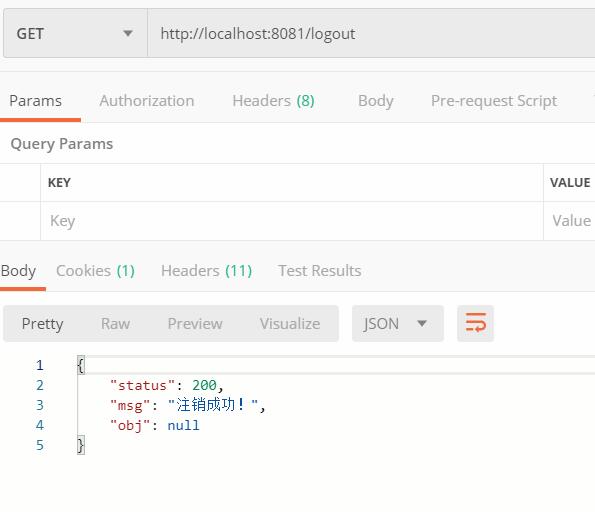 GET http://localhost:8081/logout
Params Authorization Headers (8) Body Pre-request Script
Query Params
KEY VALUE
Key Value
Body Cookies (1) Headers (11) Test Results
Pretty Raw Preview Visualize JSON
1 {
2 "status": 200,
3 "msg": "注销成功！",
4 "obj": null
5 }